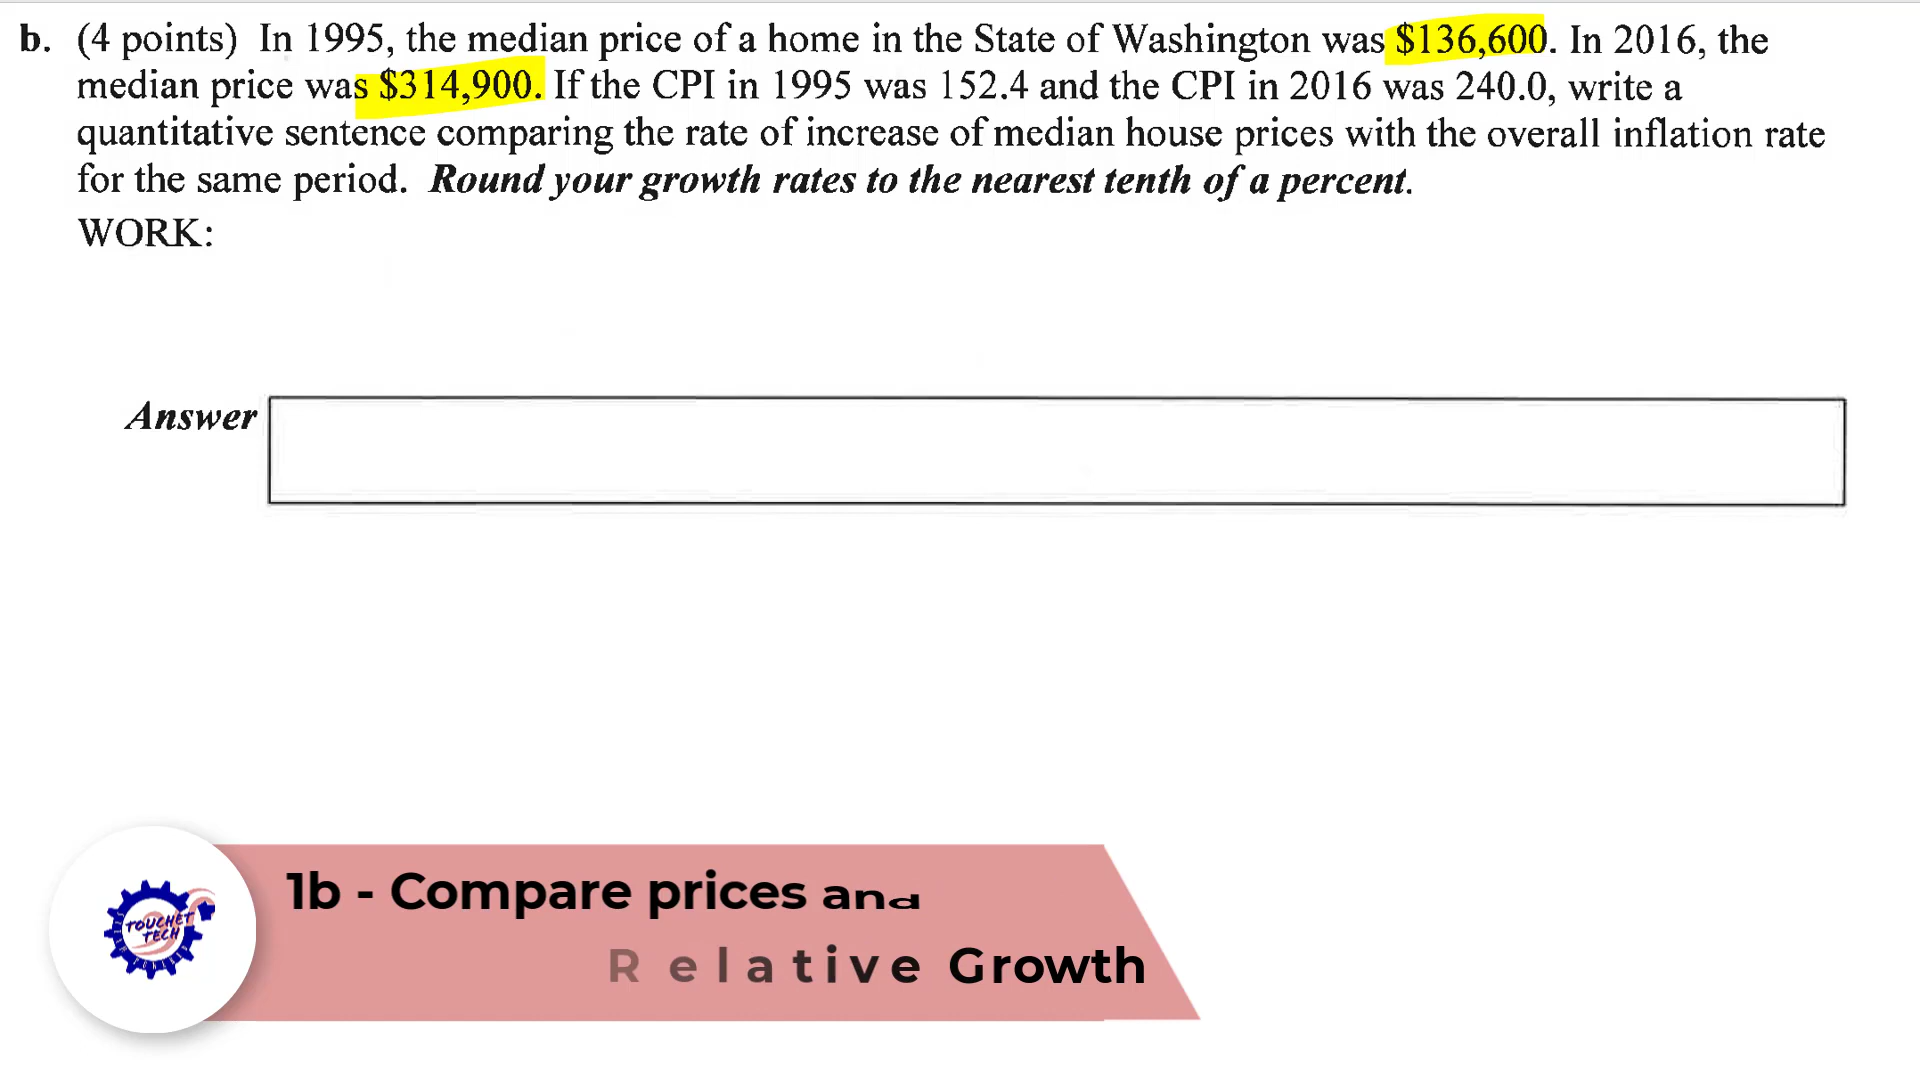 b. (4 points) In 1995, the median price of a home in the State of Washington was $136,600. In 2016, the
median price was $314,900. If the CPI in 1995 was 152.4 and the CPI in 2016 was 240.0, write a
quantitative sentence comparing the rate of increase of median house prices with the overall inflation rate
for the same period. Round your growth rates to the nearest tenth of a percent.
WORK:
Answer
TOUCHET
TECH
1b - Compare prices and
Relative Growth